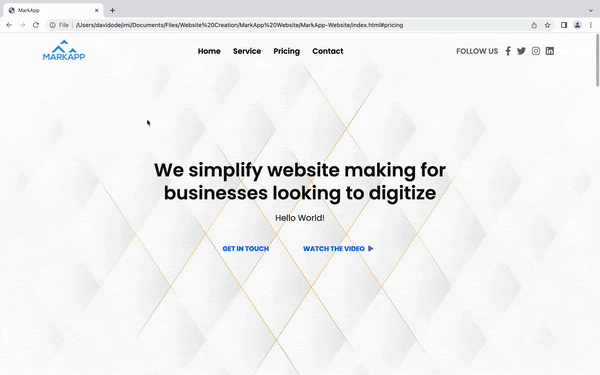 MarkApp
File
/Users/davidodejimi/Documents/Files/Website%20Creation/MarkApp%20Website/MarkApp-Website/index.html#pricing
MARKAPP
Home Service Pricing Contact
FOLLOW US
We simplify website making for
businesses looking to digitize
Hello World!
GET IN TOUCH
WATCH THE VIDEO